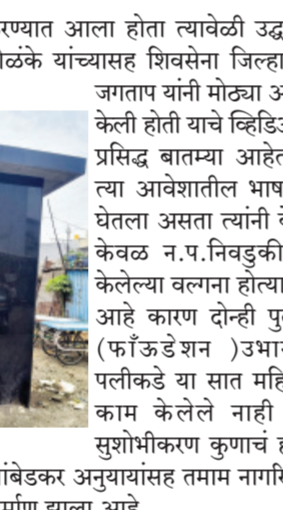 रण्यात आला होता त्यावेळी उद्ध
ळंके यांच्यासह शिवसेना जिल्हा
जगताप यांनी मोठ्या अ
केली होती याचे व्हिडिअ
प्रसिद्ध बातम्या आहेत
त्या आवेशातील भाष
घेतला असता त्यांनी
केवळ न.प.निवडुकी
केलेल्या वल्गना होत्या
आहे कारण दोन्ही पु
(फाँऊडेशन )उभा
पलीकडे या सात महि
काम केलेले नाही
सुशोभीकरण कुणाचं ह
ांबेडकर अनुयायांसह तमाम नागरि
र्माण झाला आहे